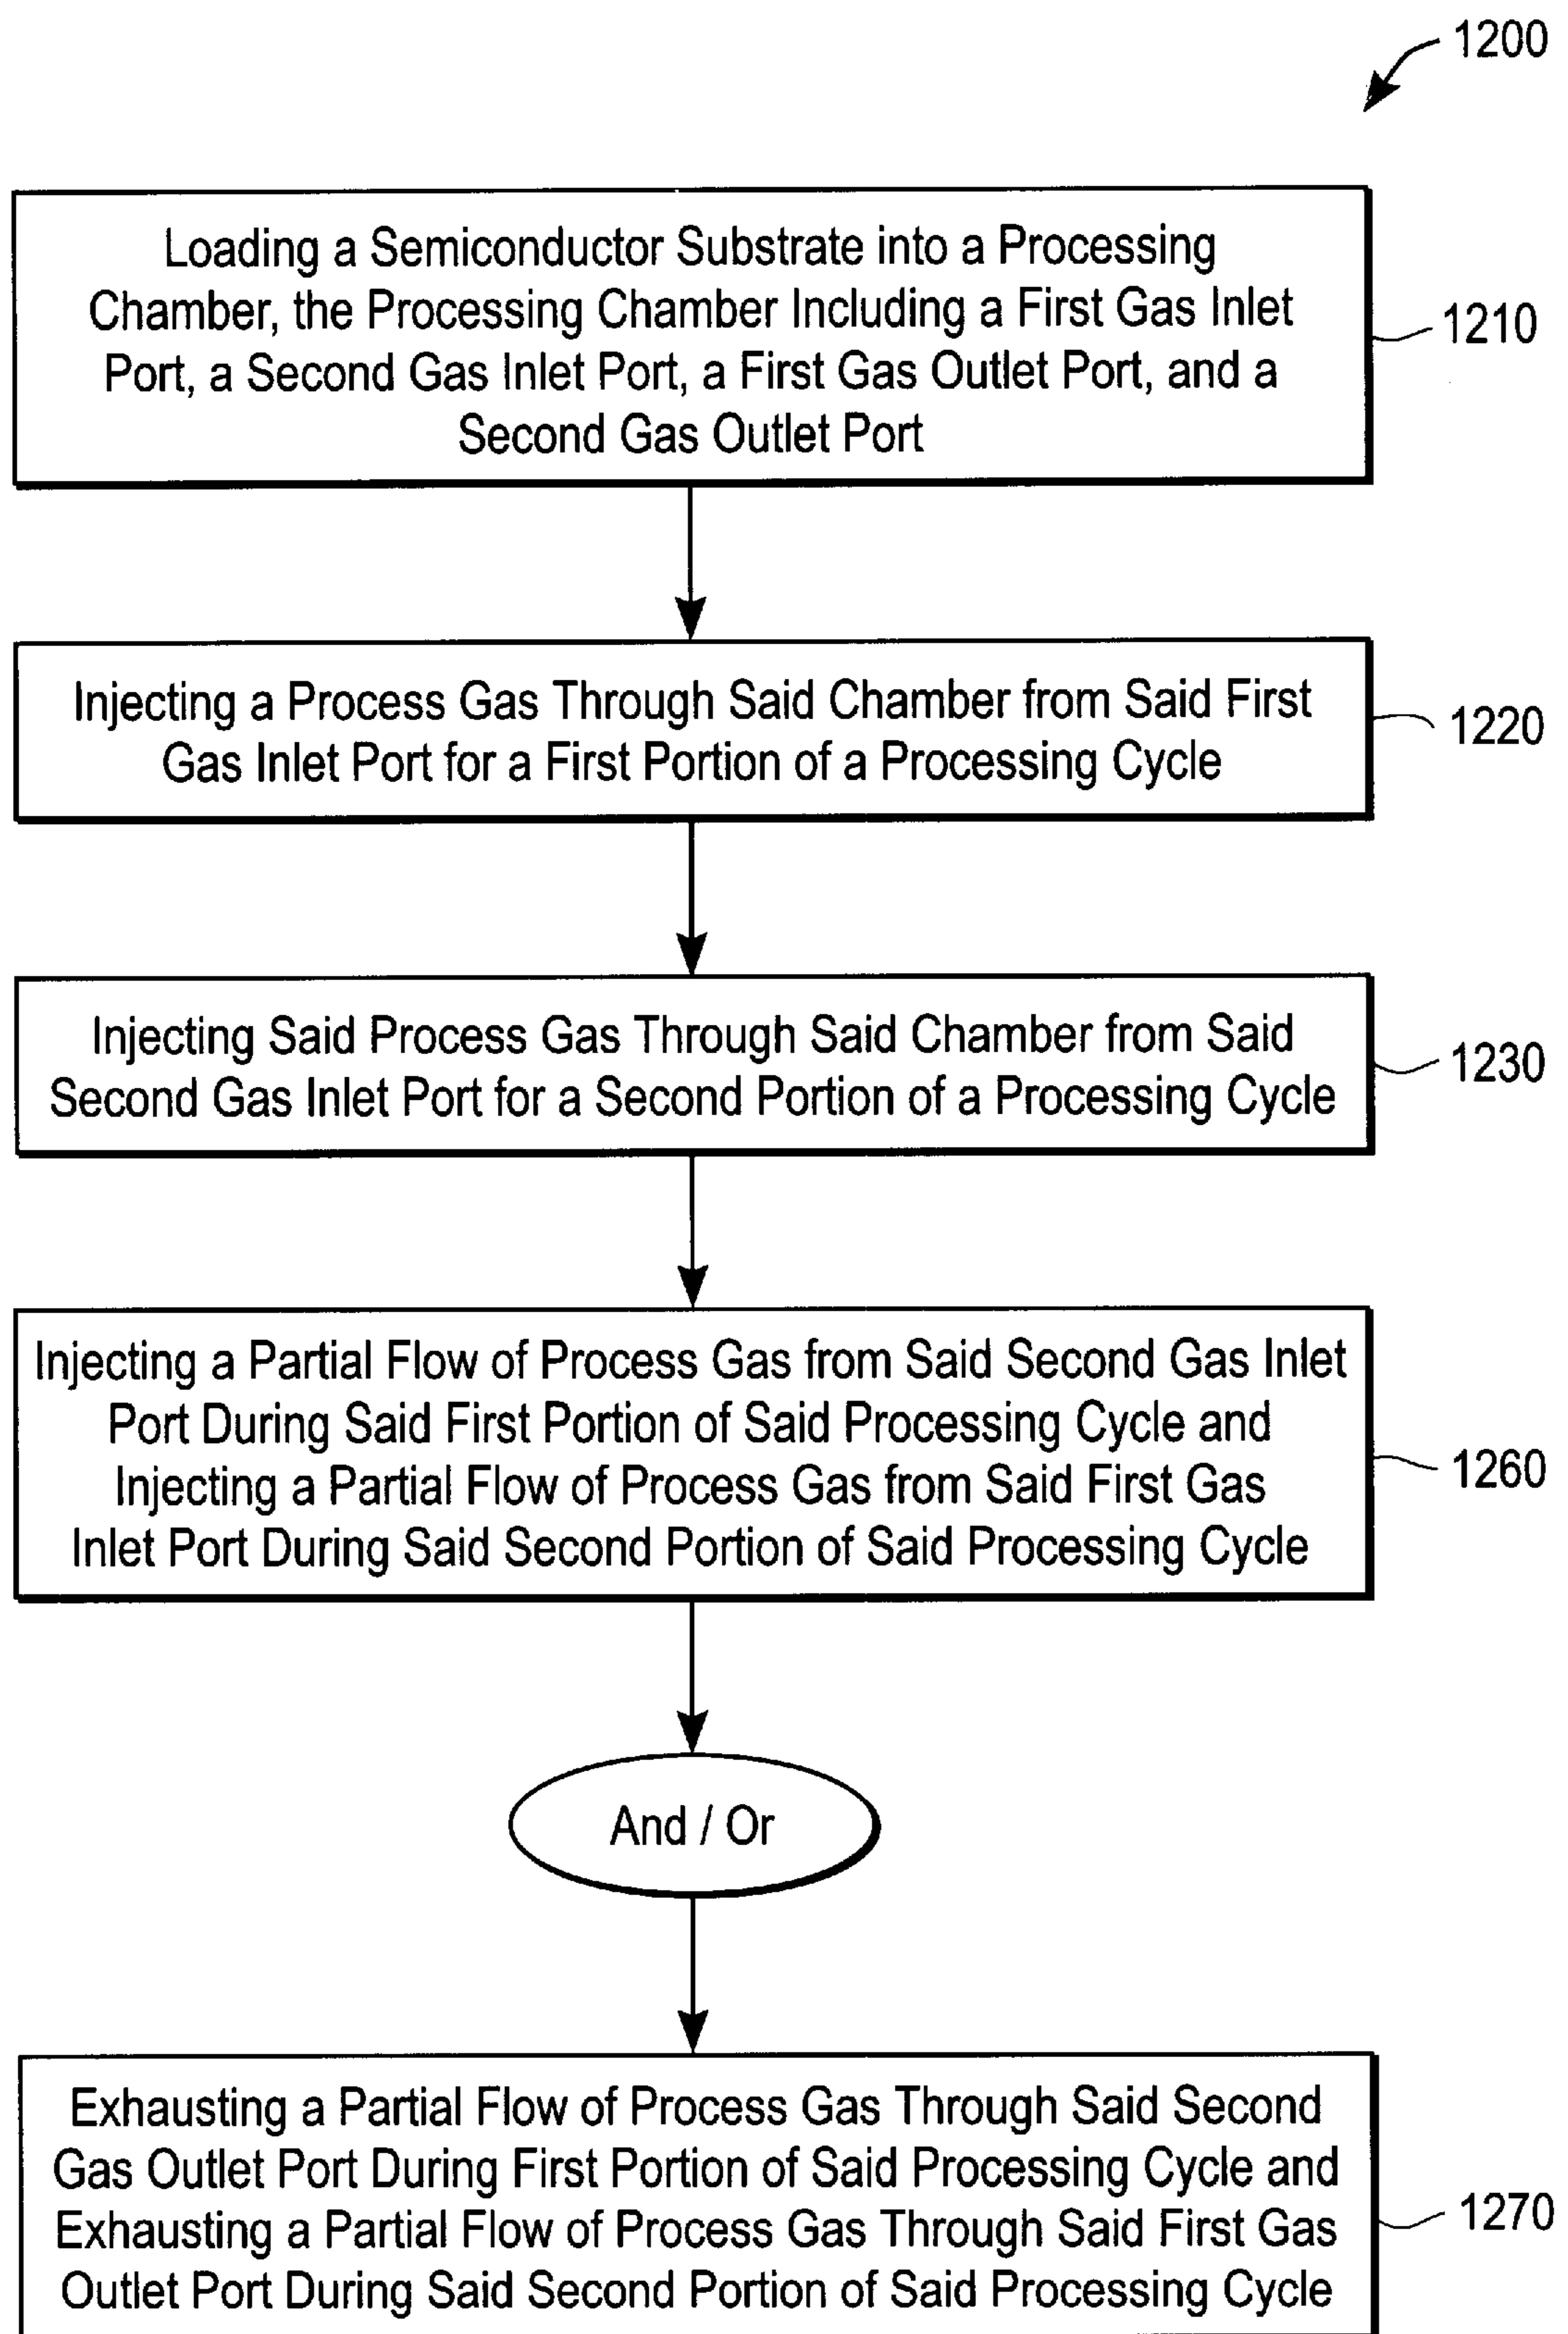 1200
Loading a Semiconductor Substrate into a Processing
Chamber, the Processing Chamber Including a First Gas Inlet
Port, a Second Gas Inlet Port, a First Gas Outlet Port, and a
Second Gas Outlet Port
1210
Injecting a Process Gas Through Said Chamber from Said First
Gas Inlet Port for a First Portion of a Processing Cycle
1220
Injecting Said Process Gas Through Said Chamber from Said
Second Gas Inlet Port for a Second Portion of a Processing Cycle
1230
Injecting a Partial Flow of Process Gas from Said Second Gas Inlet
Port During Said First Portion of Said Processing Cycle and
Injecting a Partial Flow of Process Gas from Said First Gas
Inlet Port During Said Second Portion of Said Processing Cycle
1260
And / Or
Exhausting a Partial Flow of Process Gas Through Said Second
Gas Outlet Port During First Portion of Said Processing Cycle and
Exhausting a Partial Flow of Process Gas Through Said First Gas
Outlet Port During Said Second Portion of Said Processing Cycle
1270